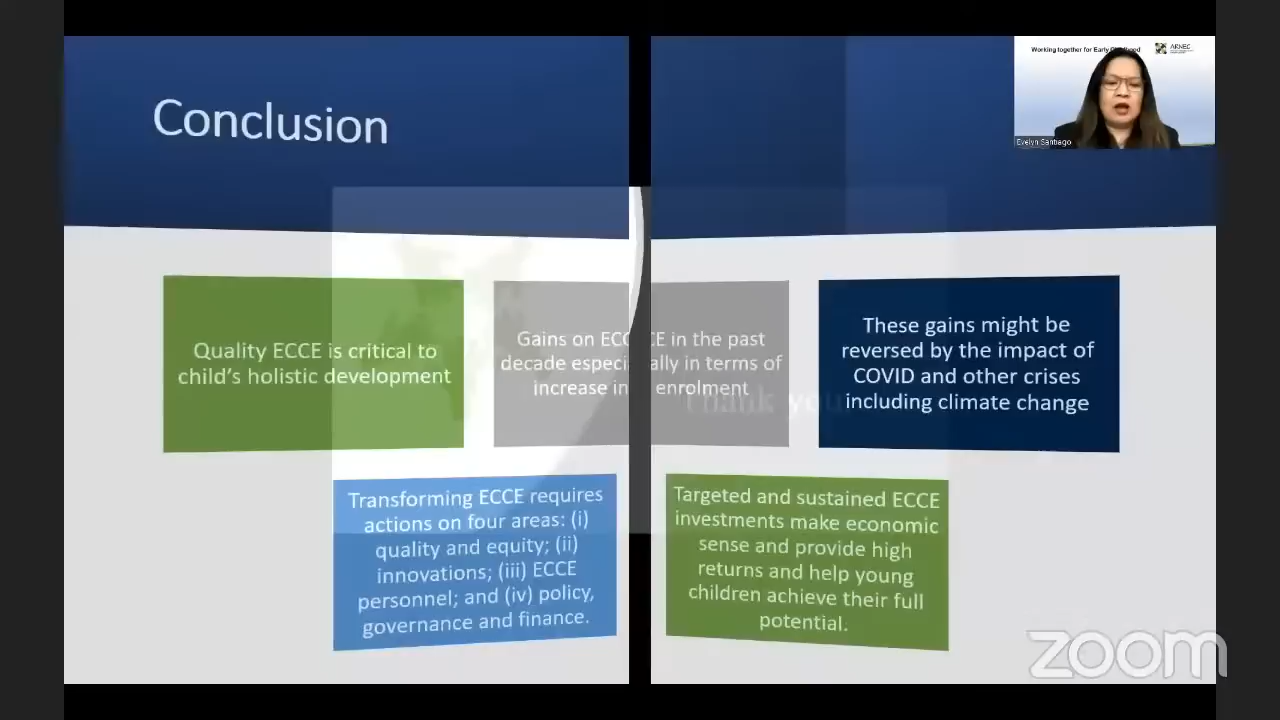 Working together for Early Childhood
ARNEC
Evelyn Santiago
Conclusion
Quality ECCE is critical to
child's holistic development
Gains on ECCE in the past
decade especially in terms of
increase in enrolment
These gains might be
reversed by the impact of
COVID and other crises
including climate change
Thank you
Transforming ECCE requires
actions on four areas: (i)
quality and equity; (ii)
innovations; (iii) ECCE
personnel; and (iv) policy,
governance and finance.
Targeted and sustained ECCE
investments make economic
sense and provide high
returns and help young
children achieve their full
potential.
zoom